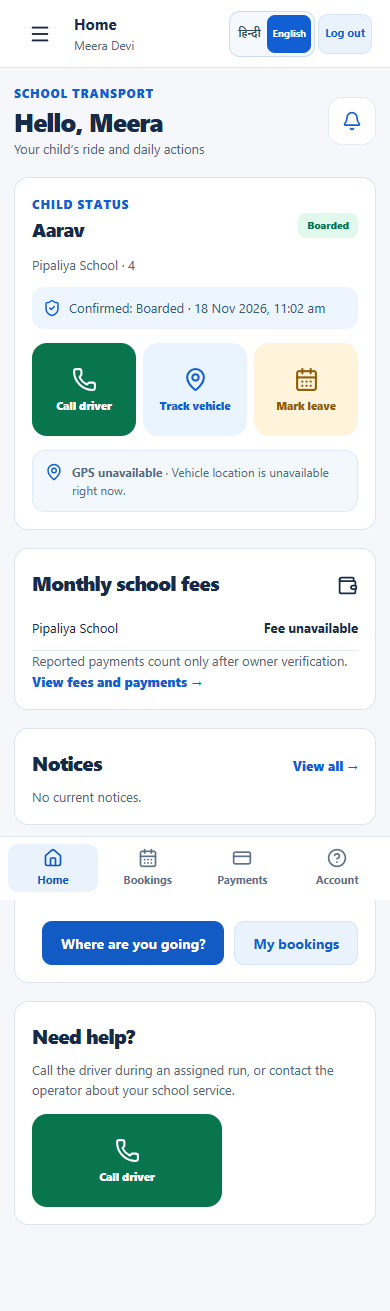 Home
Meera Devi
हिन्दी
English
Log out
SCHOOL TRANSPORT
Hello, Meera
Your child's ride and daily actions
CHILD STATUS
Aarav
Boarded
Pipaliya School · 4
Confirmed: Boarded · 18 Nov 2026, 11:02 am
Call driver
Track vehicle
Mark leave
GPS unavailable · Vehicle location is unavailable
right now.
Monthly school fees
Pipaliya School
Fee unavailable
Reported payments count only after owner verification.
View fees and payments →
Notices
View all →
No current notices.
Home
Bookings
Payments
Account
Where are you going?
My bookings
Need help?
Call the driver during an assigned run, or contact the
operator about your school service.
Call driver